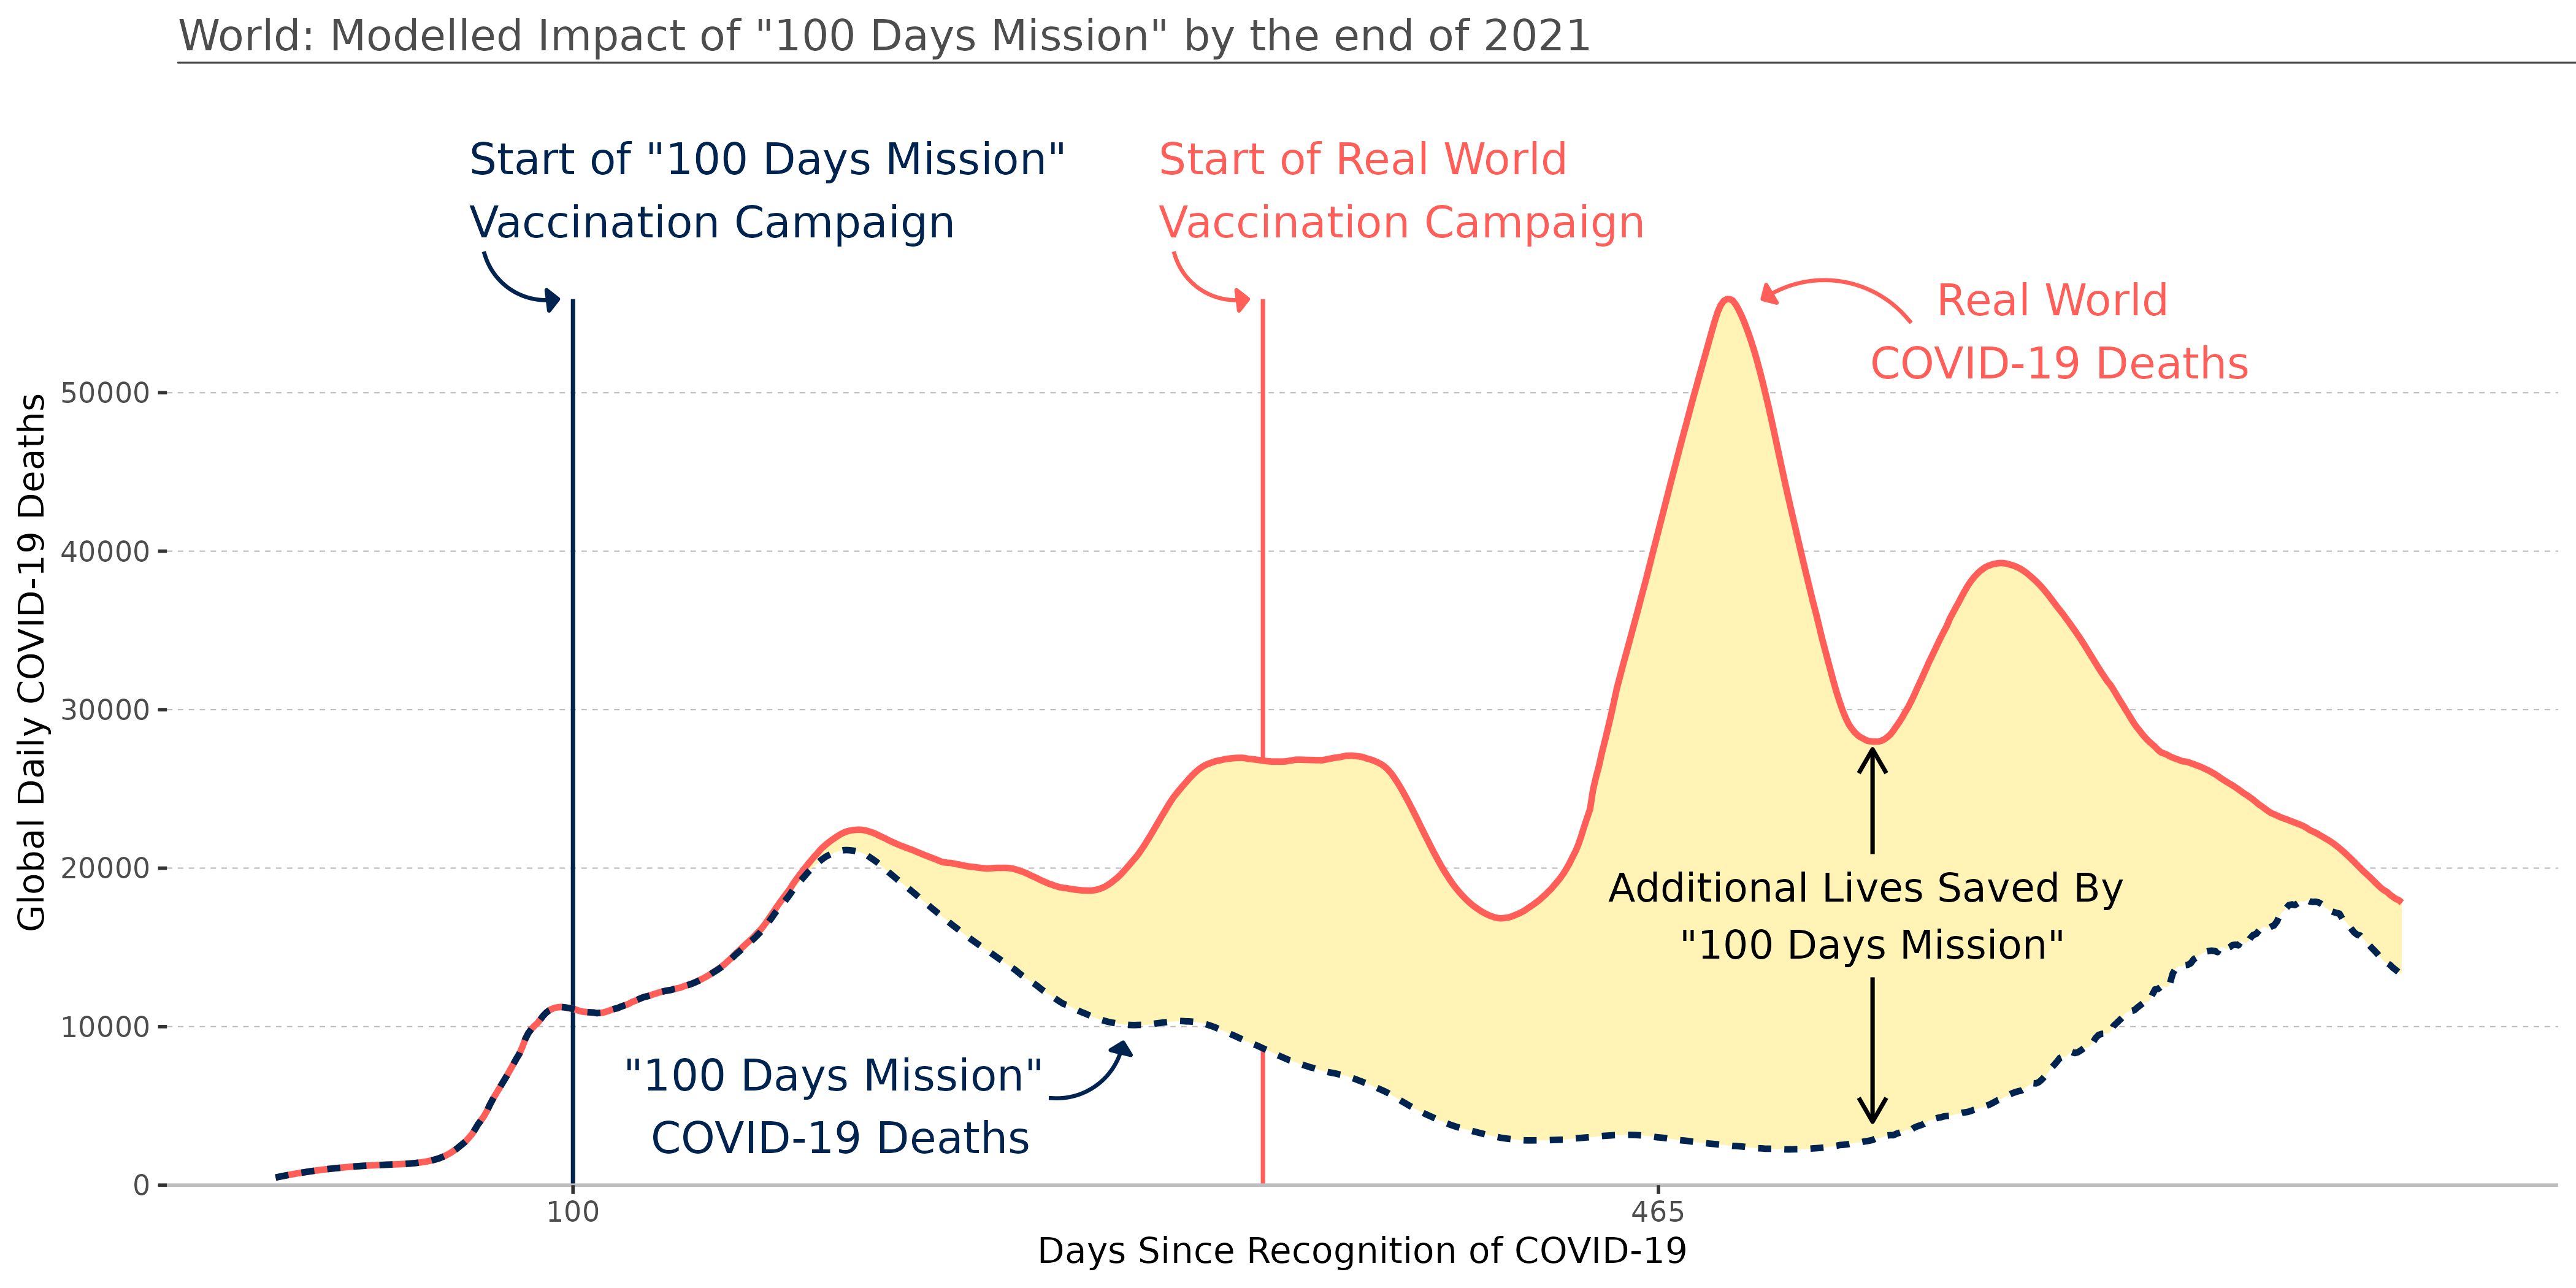 World: Modelled Impact of "100 Days Mission" by the end of 2021
Start of "100 Days Mission"
Vaccination Campaign
Start of Real World
Vaccination Campaign
Real World
COVID-19 Deaths
Global Daily COVID-19 Deaths
50000
40000
30000
20000
10000
0
Additional Lives Saved By
"100 Days Mission"
"100 Days Mission"
COVID-19 Deaths
100
465
Days Since Recognition of COVID-19